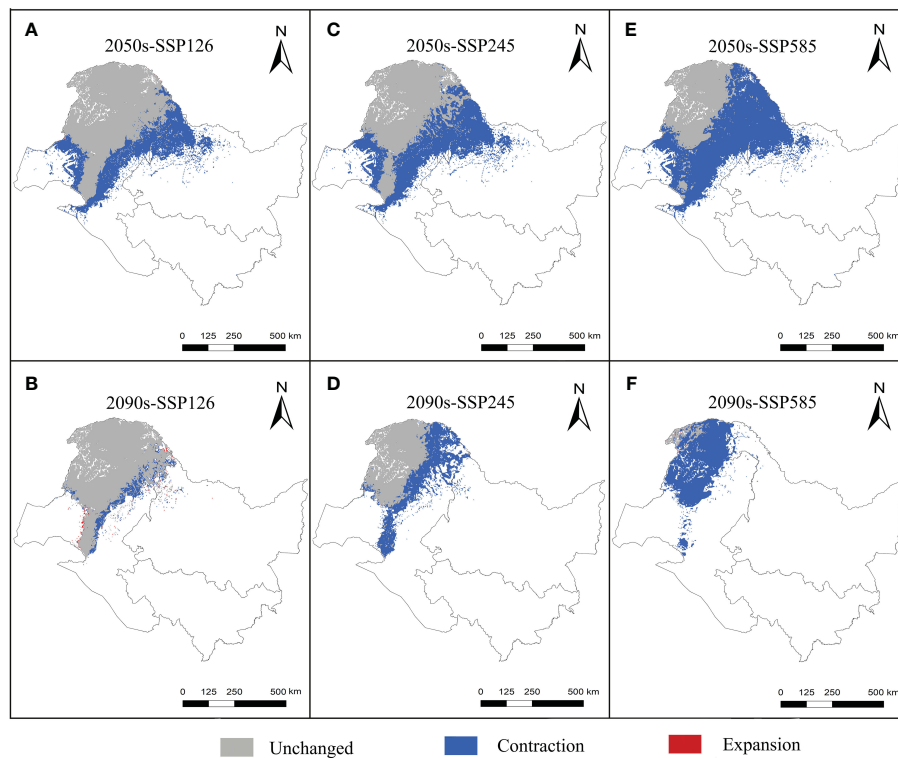 A
2050s-SSP126
N
0 125 250 500 km
C
2050s-SSP245
N
0 125 250 500 km
E
2050s-SSP585
N
0 125 250 500 km
B
2090s-SSP126
N
0 125 250 500 km
D
2090s-SSP245
N
0 125 250 500 km
F
2090s-SSP585
N
0 125 250 500 km
Unchanged
Contraction
Expansion